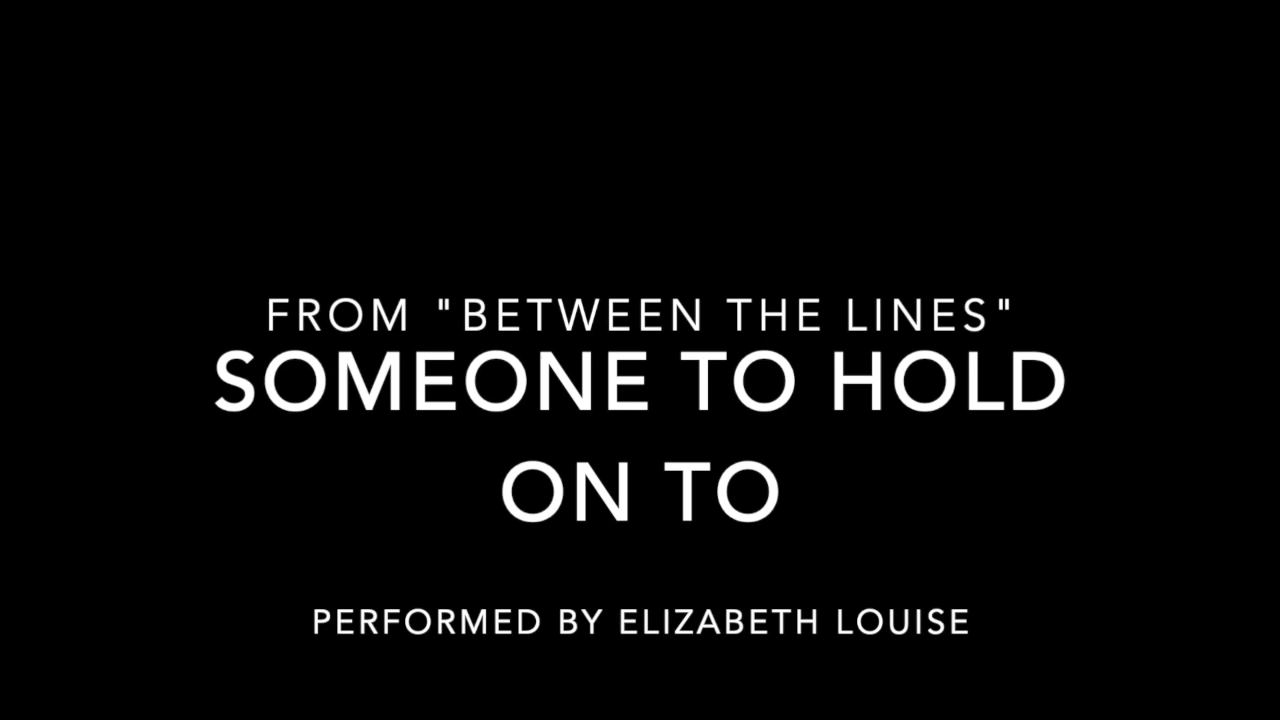 FROM "BETWEEN THE LINES"
SOMEONE TO HOLD
ON TO
PERFORMED BY ELIZABETH LOUISE